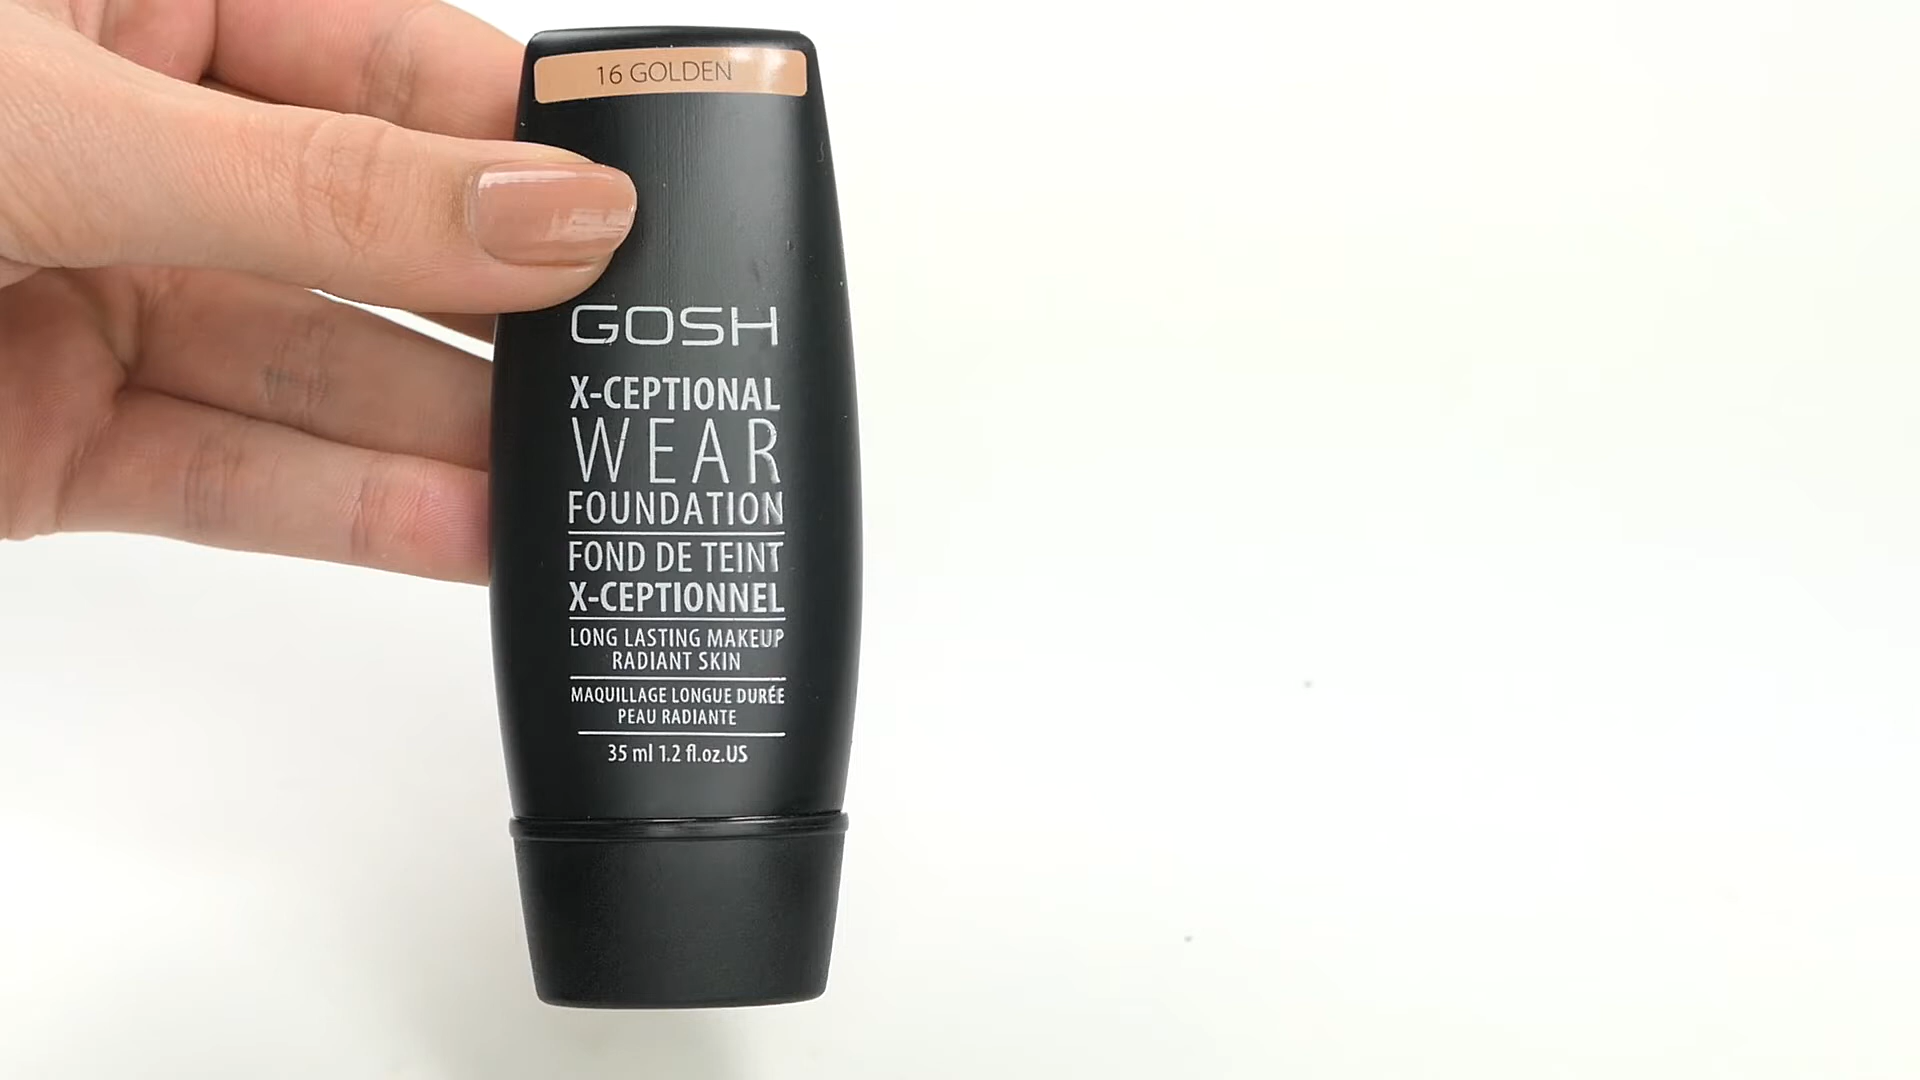 16 GOLDEN
GOSH
X-CEPTIONAL
WEAR
FOUNDATION
FOND DE TEINT
X-CEPTIONNEL
LONG LASTING MAKEUP
RADIANT SKIN
MAQUILLAGE LONGUE DURÉE
PEAU RADIANTE
35 ml 1.2 fl.oz.US